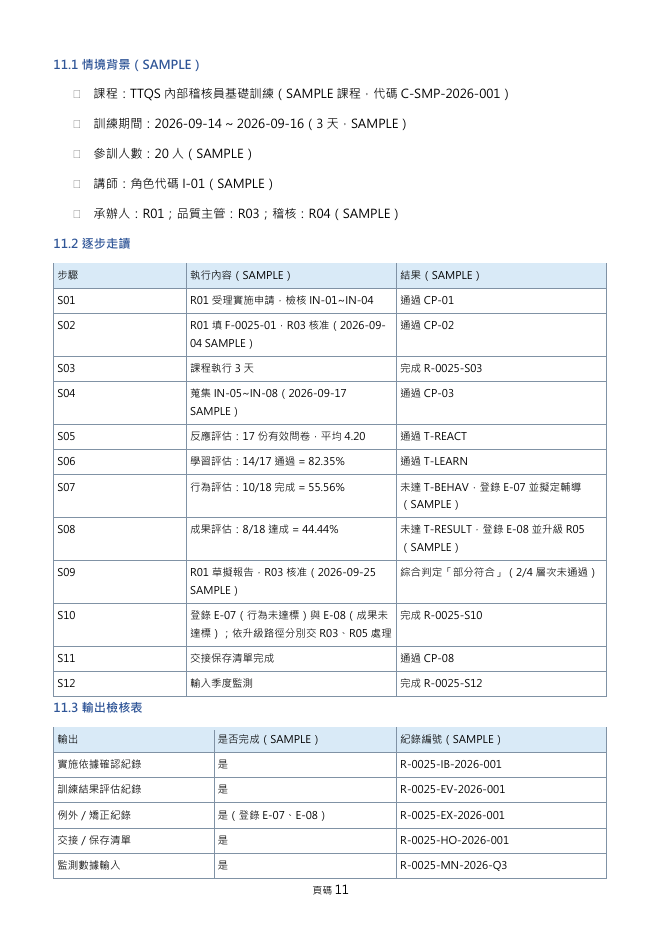 11.1 情境背景（SAMPLE）
□ 課程：TTQS 內部稽核員基礎訓練（SAMPLE 課程，代碼 C-SMP-2026-001）
□ 訓練期間：2026-09-14 ~ 2026-09-16（3 天，SAMPLE）
□ 參訓人數：20 人（SAMPLE）
□ 講師：角色代碼 I-01（SAMPLE）
□ 承辦人：R01；品質主管：R03；稽核：R04（SAMPLE）
11.2 逐步走讀
步驟 執行內容（SAMPLE） 結果（SAMPLE）
S01 R01 受理實施申請，檢核 IN-01~IN-04 通過 CP-01
S02 R01 填 F-0025-01，R03 核准（2026-09- 通過 CP-02
04 SAMPLE）
S03 課程執行 3 天 完成 R-0025-S03
S04 蒐集 IN-05~IN-08（2026-09-17 通過 CP-03
SAMPLE）
S05 反應評估：17 份有效問卷，平均 4.20 通過 T-REACT
S06 學習評估：14/17 通過 = 82.35% 通過 T-LEARN
S07 行為評估：10/18 完成 = 55.56% 未達 T-BEHAV，登錄 E-07 並擬定輔導
（SAMPLE）
S08 成果評估：8/18 達成 = 44.44% 未達 T-RESULT，登錄 E-08 並升級 R05
（SAMPLE）
S09 R01 草擬報告，R03 核准（2026-09-25 綜合判定「部分符合」（2/4 層次未通過）
SAMPLE）
S10 登錄 E-07（行為未達標）與 E-08（成果未 完成 R-0025-S10
達標）；依升級路徑分別交 R03、R05 處理
S11 交接保存清單完成 通過 CP-08
S12 輸入季度監測 完成 R-0025-S12
11.3 輸出檢核表
輸出 是否完成（SAMPLE） 紀錄編號（SAMPLE）
實施依據確認紀錄 是 R-0025-IB-2026-001
訓練結果評估紀錄 是 R-0025-EV-2026-001
例外 / 矯正紀錄 是（登錄 E-07、E-08） R-0025-EX-2026-001
交接 / 保存清單 是 R-0025-HO-2026-001
監測數據輸入 是 R-0025-MN-2026-Q3
頁碼 11